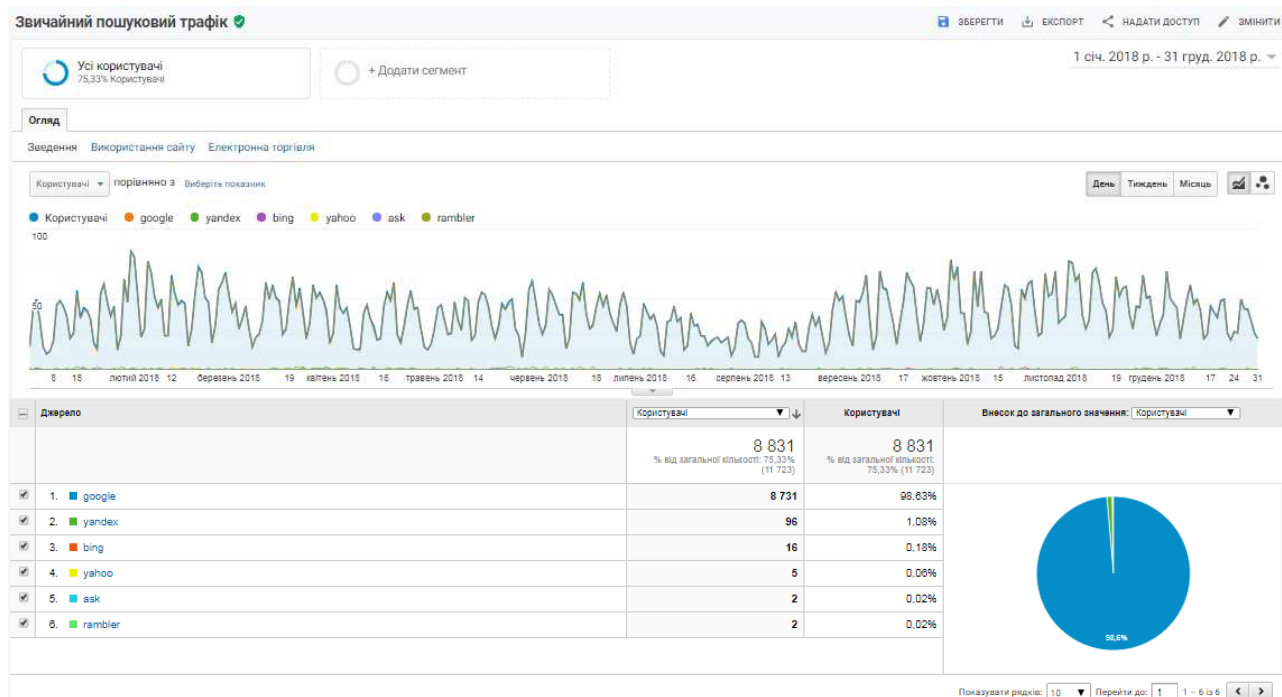 Звичайний пошуковий трафік
ЗБЕРЕГТИ ЕКСПОРТ НАДАТИ ДОСТУП ЗМІНИТИ
Усі користувачі
75,33% Користувачі
+ Додати сегмент
1 січ. 2018 р. - 31 груд. 2018 р.
Огляд
Зведення Використання сайту Електронна торгівля
Користувачі порівняно з Виберіть показник
День Тиждень Місяць
Користувачі google yandex bing yahoo ask rambler
100
50
8 15 лютий 2018 12 березень 2018 19 квітень 2018 16 травень 2018 14 червень 2018 18 липень 2018 16 серпень 2018 13 вересень 2018 17 жовтень 2018 15 листопад 2018 19 грудень 2018 17 24 31
Джерело Користувачі Користувачі Внесок до загального значення: Користувачі
8 831 8 831
% від загальної кількості: 75,33% % від загальної кількості:
(11 723) 75,33% (11 723)
1. google 8 731 98,63%
2. yandex 96 1,08%
3. bing 16 0,18%
4. yahoo 5 0,06%
5. ask 2 0,02%
6. rambler 2 0,02%
98,6%
Показувати рядків: 10 Перейти до: 1 1 – 6 із 6